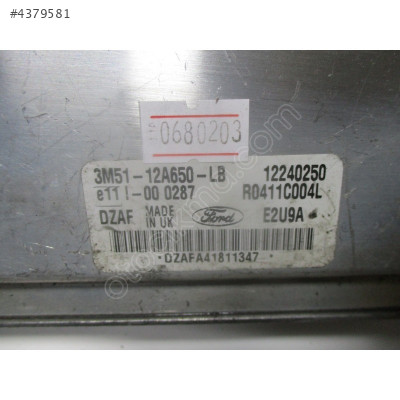 #4379581
0680203
3M51-12A650-LB 12240250
e11 I-00 0287 R0411C004L
DZAF MADE IN UK Ford E2U9A
DZAFA41811347